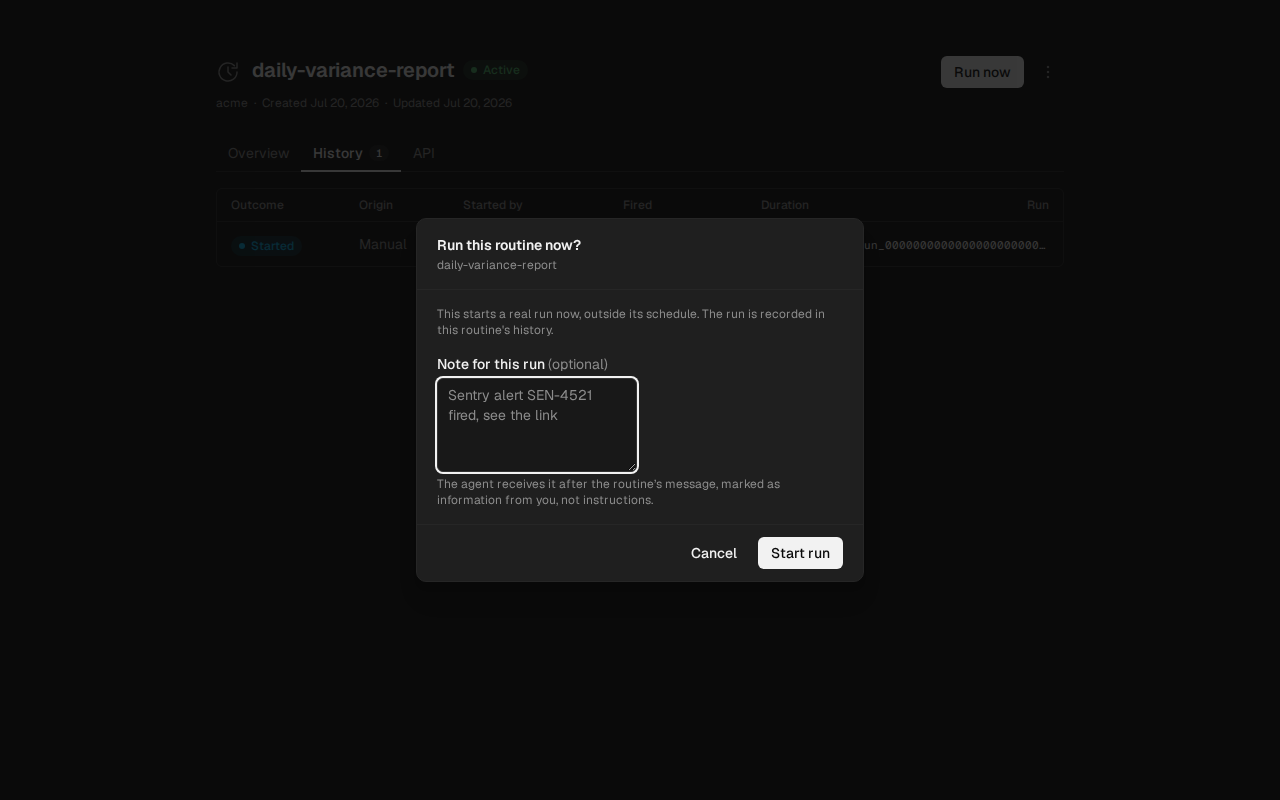 daily-variance-report
Active
Run now
acme · Created Jul 20, 2026 · Updated Jul 20, 2026
Overview
History 1
API
Outcome Origin Started by Fired Duration Run
Started Manual
Run this routine now?
daily-variance-report
This starts a real run now, outside its schedule. The run is recorded in
this routine's history.
Note for this run (optional)
Sentry alert SEN-4521
fired, see the link
The agent receives it after the routine's message, marked as
information from you, not instructions.
Cancel
Start run